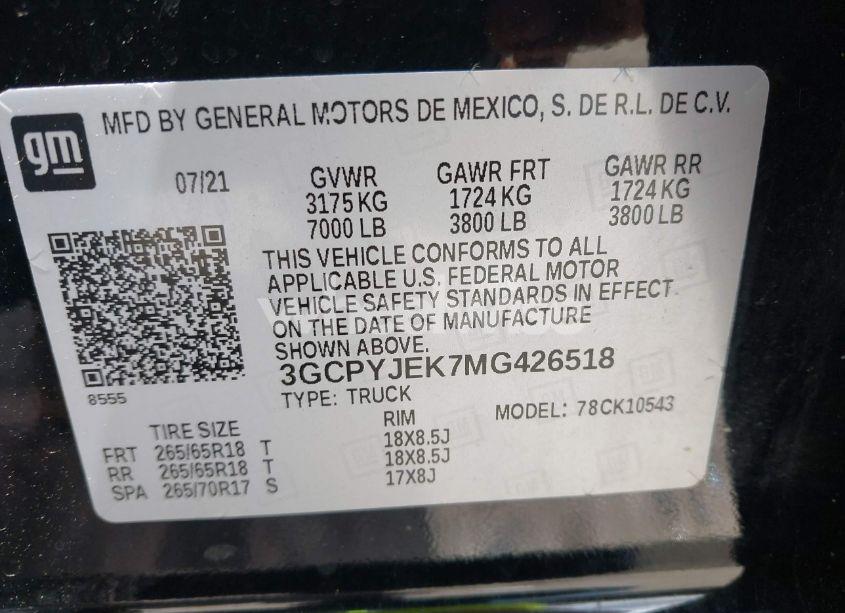 gm
MFD BY GENERAL MOTORS DE MEXICO, S. DE R.L. DE C.V.
07/21 GVWR GAWR FRT GAWR RR
3175 KG 1724 KG 1724 KG
7000 LB 3800 LB 3800 LB
THIS VEHICLE CONFORMS TO ALL
APPLICABLE U.S. FEDERAL MOTOR
VEHICLE SAFETY STANDARDS IN EFFECT
ON THE DATE OF MANUFACTURE
SHOWN ABOVE.
3GCPYJEK7MG426518
8555
TYPE: TRUCK
MODEL: 78CK10543
TIRE SIZE RIM
FRT 265/65R18 T 18X8.5J
RR 265/65R18 T 18X8.5J
SPA 265/70R17 S 17X8J